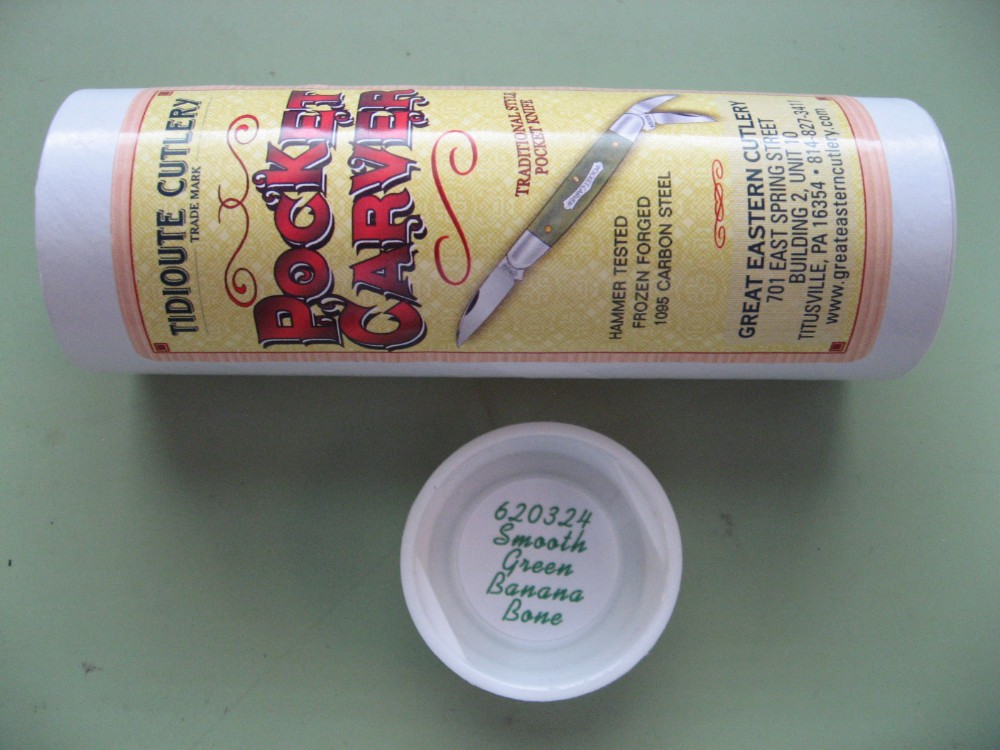 TIDIOUTE CUTLERY
TRADE MARK
POCKET
CARVER
TRADITIONAL STYLE
POCKET KNIFE
HAMMER TESTED
FROZEN FORGED
1095 CARBON STEEL
GREAT EASTERN CUTLERY
701 EAST SPRING STREET
BUILDING 2, UNIT 10
TITUSVILLE, PA 16354 • 814-827-3411
www.greateasterncutlery.com
620324
Smooth
Green
Banana
Bone